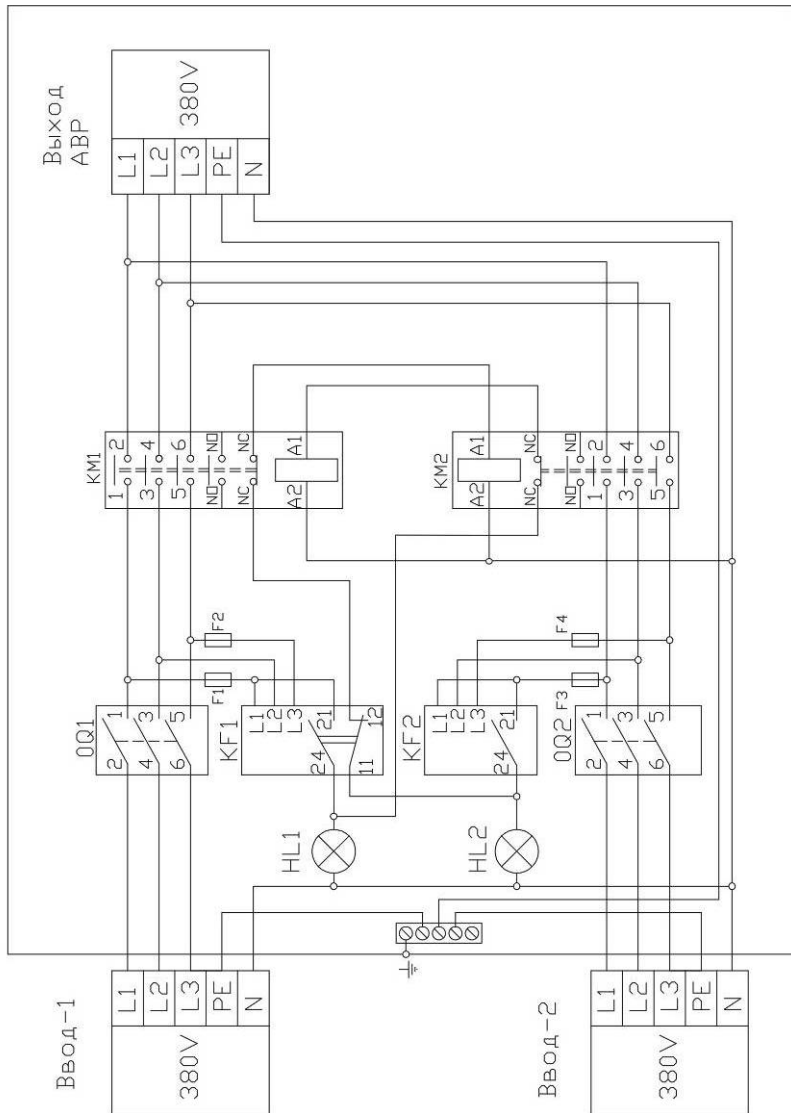 Ввод-1
380V
L1
L2
L3
PE
N
0Q1
2 1
4 3
6 5
F1
F2
KM1
1 2
3 4
5 6
NO NO
NC NC
A2 A1
Выход
АВР
380V
L1
L2
L3
PE
N
KF1
L1
L2
L3
24 21
11 12
HL1
KF2
L1
L2
L3
24 21
HL2
KM2
A2 A1
NC NC
NO NO
1 2
3 4
5 6
F3
F4
0Q2
2 1
4 3
6 5
Ввод-2
380V
L1
L2
L3
PE
N